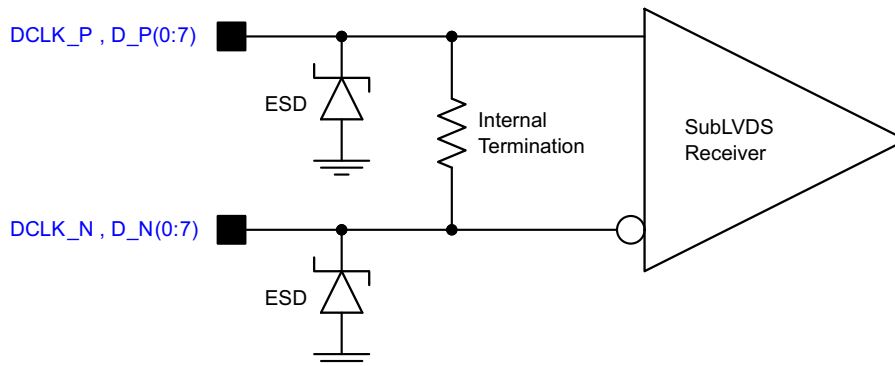 DCLK_P , D_P(0:7)
ESD
Internal
Termination
SubLVDS
Receiver
DCLK_N , D_N(0:7)
ESD